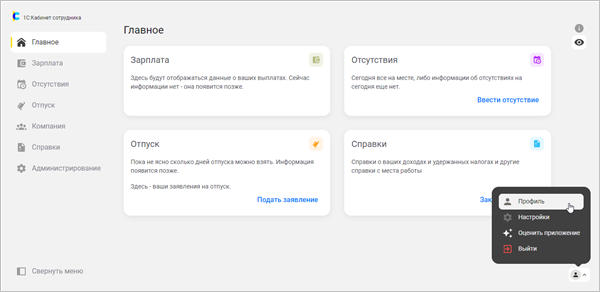 1С:Кабинет сотрудника
Главное
Зарплата
Отсутствия
Отпуск
Компания
Справки
Администрирование
Свернуть меню
Главное
Зарплата
Здесь будут отображаться данные о ваших выплатах. Сейчас
информации нет - она появится позже.
Отсутствия
Сегодня все на месте, либо информации об отсутствиях на
сегодня еще нет.
Ввести отсутствие
Отпуск
Пока не ясно сколько дней отпуска можно взять. Информация
появится позже.
Здесь - ваши заявления на отпуск.
Подать заявление
Справки
Справки о ваших доходах и удержанных налогах и другие
справки с места работы
Профиль
Настройки
Оценить приложение
Выйти